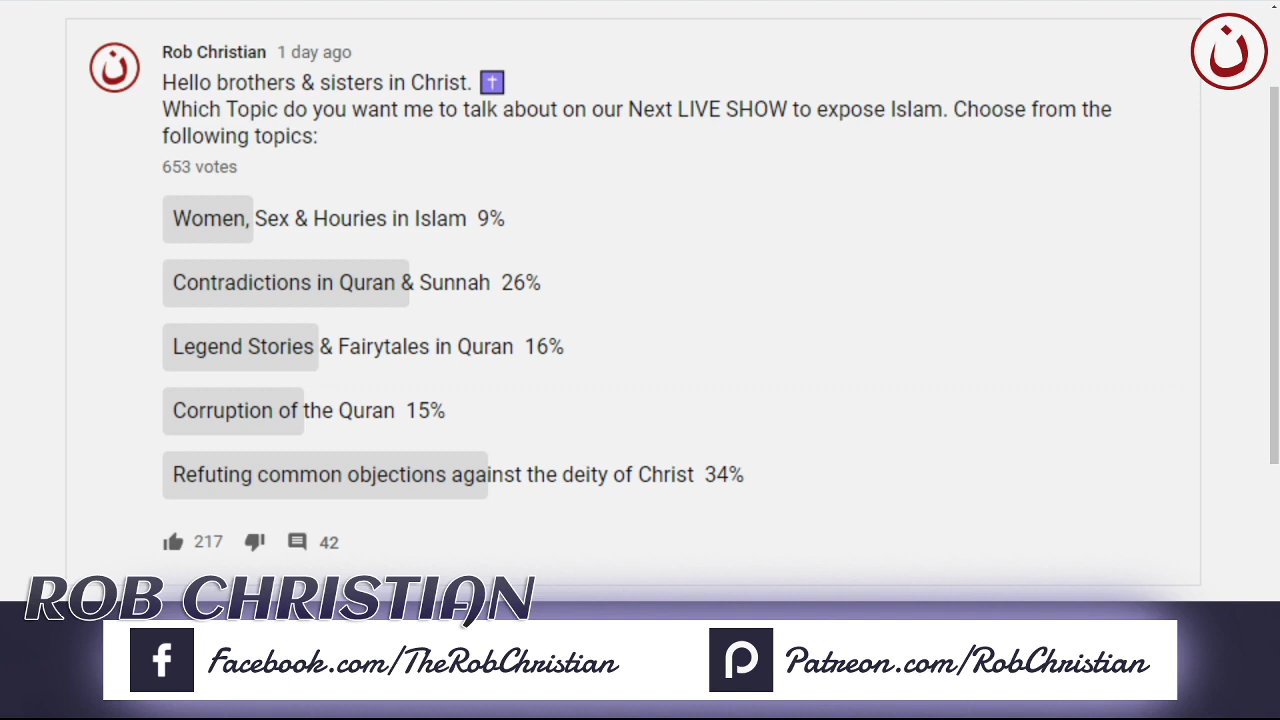 ن
Rob Christian 1 day ago
ن
Hello brothers & sisters in Christ. ✝️
Which Topic do you want me to talk about on our Next LIVE SHOW to expose Islam. Choose from the
following topics:
653 votes
Women, Sex & Houries in Islam 9%
Contradictions in Quran & Sunnah 26%
Legend Stories & Fairytales in Quran 16%
Corruption of the Quran 15%
Refuting common objections against the deity of Christ 34%
217 42
ROB CHRISTIAN
Facebook.com/TheRobChristian Patreon.com/RobChristian